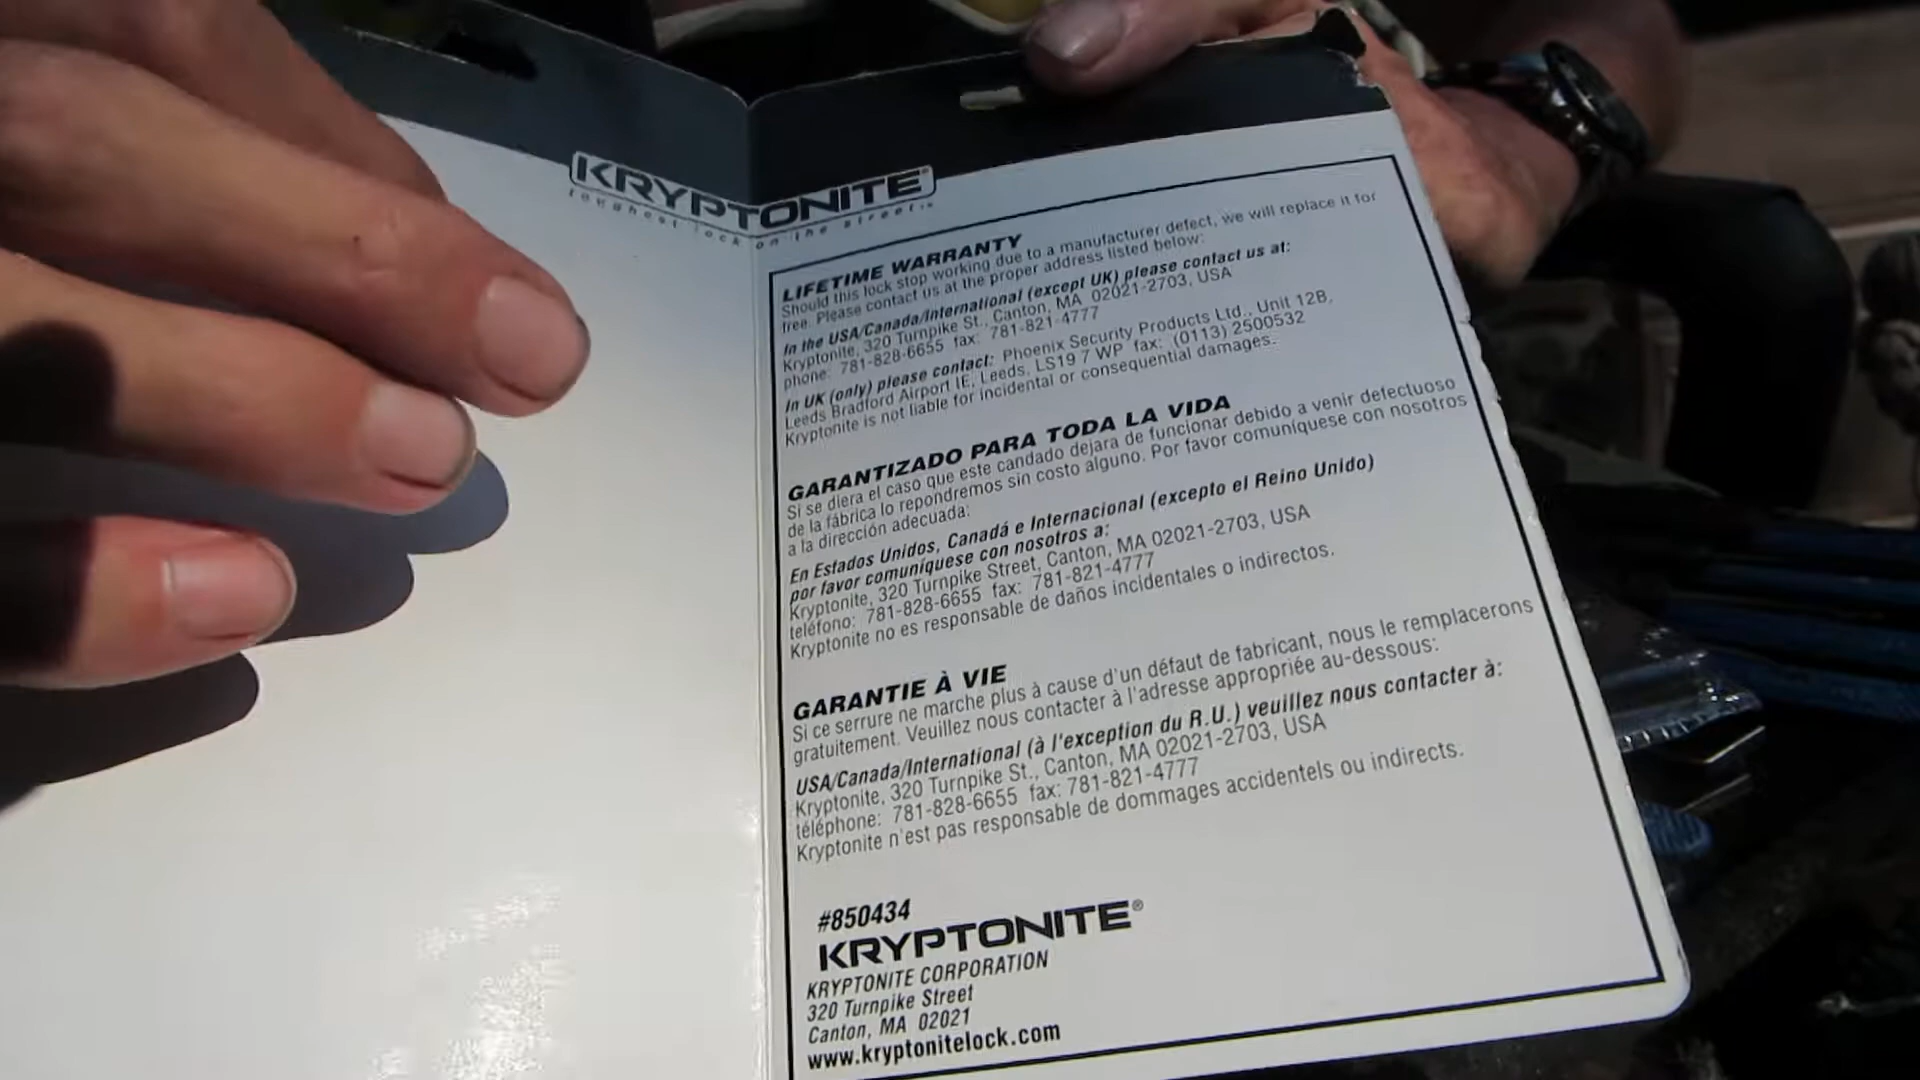 KRYPTONITE®
toughest lock on the street™
LIFETIME WARRANTY
Should this lock stop working due to a manufacturer defect, we will replace it for
free. Please contact us at the proper address listed below:
In the USA/Canada/International (except UK) please contact us at:
Kryptonite, 320 Turnpike St., Canton, MA 02021-2703, USA
phone: 781-828-6655 fax: 781-821-4777
In UK (only) please contact: Phoenix Security Products Ltd., Unit 12B,
Leeds Bradford Airport IE, Leeds, LS19 7 WP fax: (0113) 2500532
Kryptonite is not liable for incidental or consequential damages.
GARANTIZADO PARA TODA LA VIDA
Si se diera el caso que este candado dejara de funcionar debido a venir defectuoso
de la fábrica lo repondremos sin costo alguno. Por favor comuníquese con nosotros
a la dirección adecuada:
En Estados Unidos, Canadá e Internacional (excepto el Reino Unido)
por favor comuníquese con nosotros a:
Kryptonite, 320 Turnpike Street, Canton, MA 02021-2703, USA
teléfono: 781-828-6655 fax: 781-821-4777
Kryptonite no es responsable de daños incidentales o indirectos.
GARANTIE À VIE
Si ce serrure ne marche plus à cause d'un défaut de fabricant, nous le remplacerons
gratuitement. Veuillez nous contacter à l'adresse appropriée au-dessous:
USA/Canada/International (à l'exception du R.U.) veuillez nous contacter à:
Kryptonite, 320 Turnpike St., Canton, MA 02021-2703, USA
téléphone: 781-828-6655 fax: 781-821-4777
Kryptonite n'est pas responsable de dommages accidentels ou indirects.
#850434
KRYPTONITE®
KRYPTONITE CORPORATION
320 Turnpike Street
Canton, MA 02021
www.kryptonitelock.com